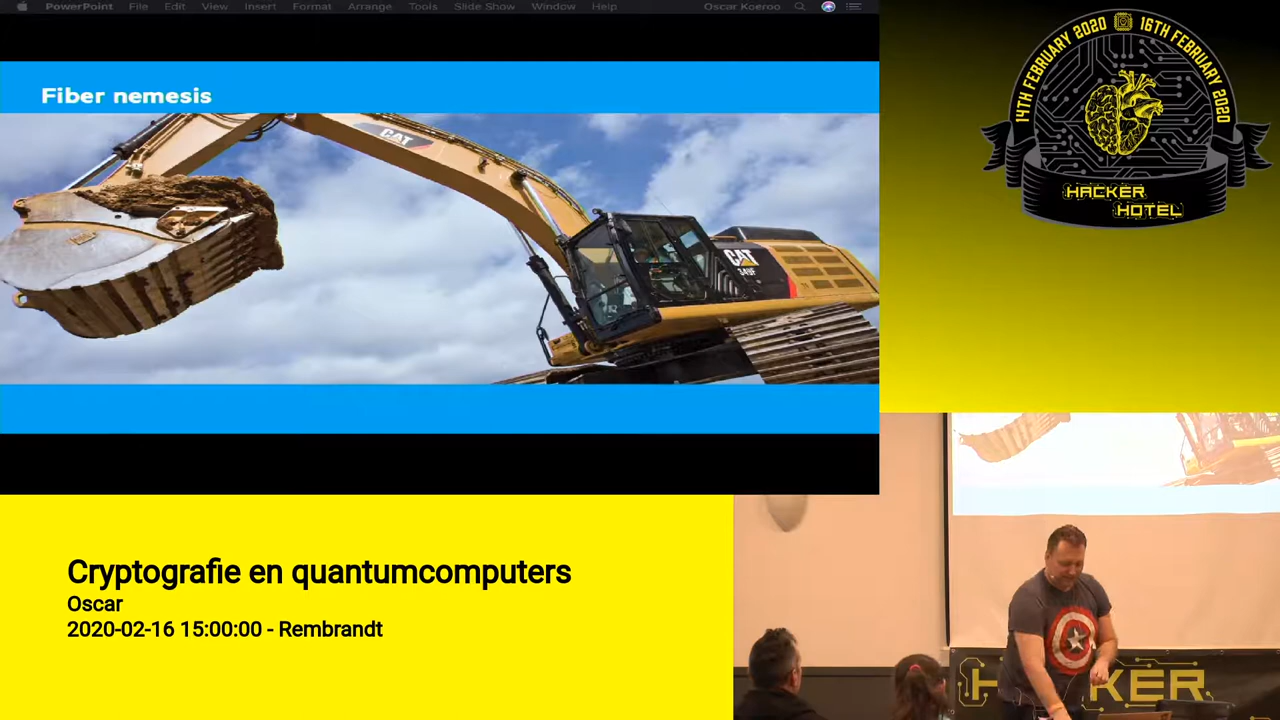 PowerPoint File Edit View Insert Format Arrange Tools Slide Show Window Help Oscar Koeroo
Fiber nemesis
CAT
CAT
349F
14TH FEBRUARY 2020 16TH FEBRUARY 2020
HACKER
HOTEL
Cryptografie en quantumcomputers
Oscar
2020-02-16 15:00:00 - Rembrandt